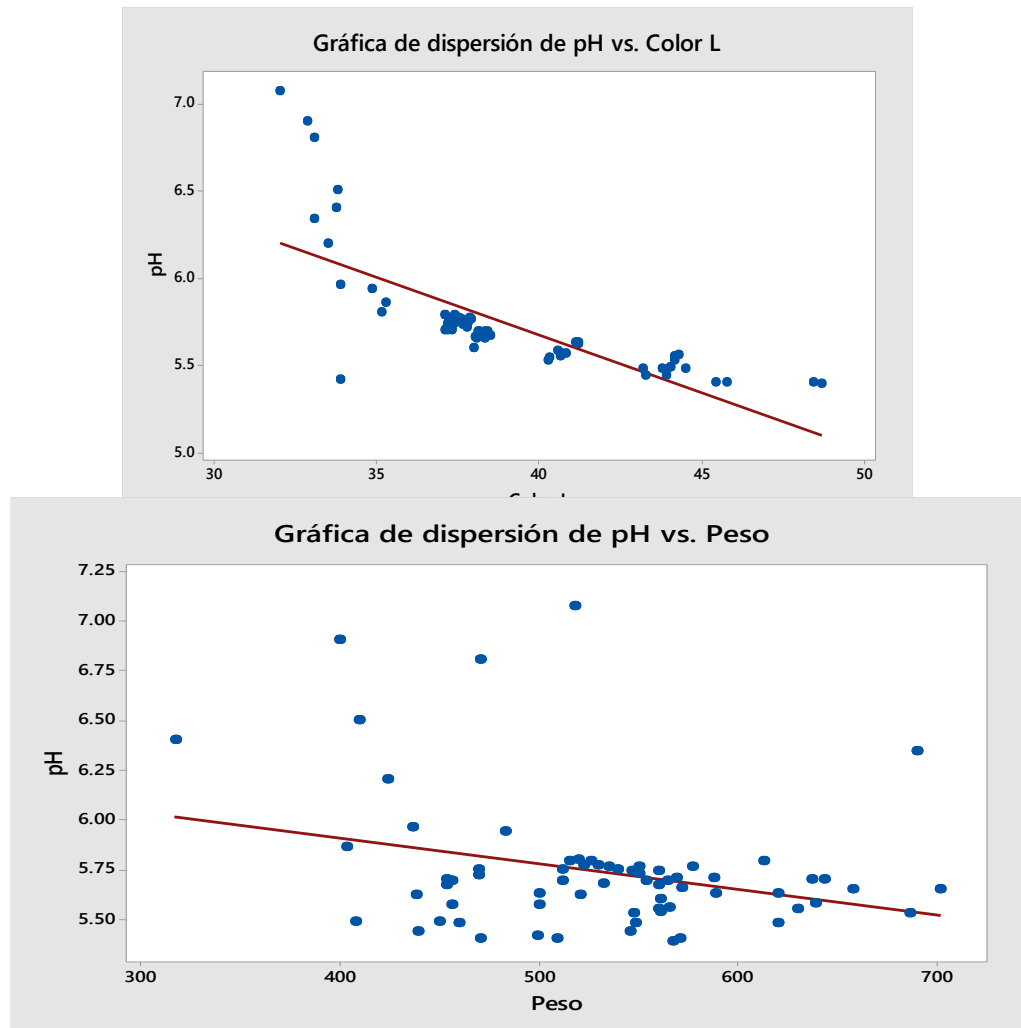 Gráfica de dispersión de pH vs. Color L
7.0
6.5
6.0
5.5
5.0
pH
30 35 40 45 50
Gráfica de dispersión de pH vs. Peso
7.25
7.00
6.75
6.50
6.25
6.00
5.75
5.50
pH
300 400 500 600 700
Peso